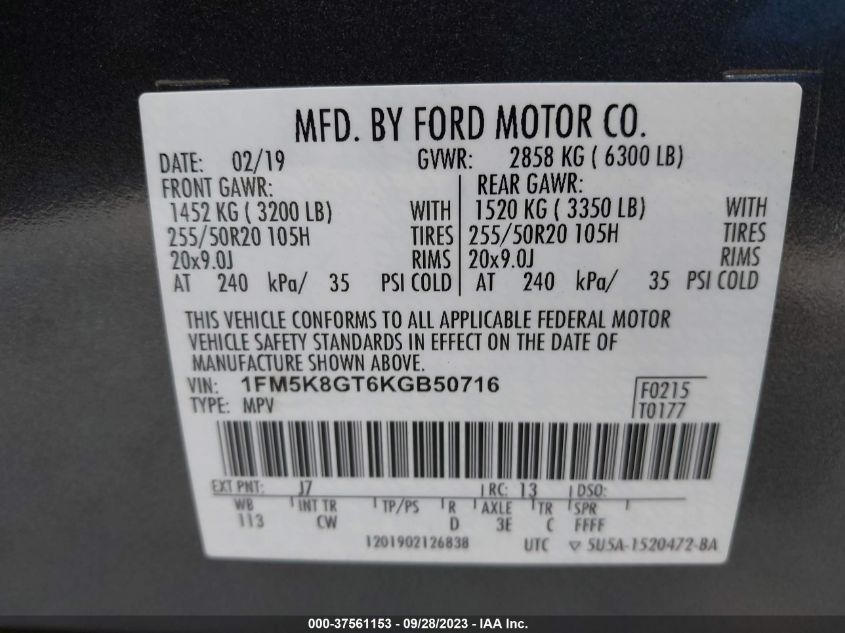 MFD. BY FORD MOTOR CO.
DATE: 02/19 GVWR: 2858 KG ( 6300 LB)
FRONT GAWR: REAR GAWR:
1452 KG ( 3200 LB) WITH 1520 KG ( 3350 LB) WITH
255/50R20 105H TIRES 255/50R20 105H TIRES
20x9.0J RIMS 20x9.0J RIMS
AT 240 kPa/ 35 PSI COLD AT 240 kPa/ 35 PSI COLD
THIS VEHICLE CONFORMS TO ALL APPLICABLE FEDERAL MOTOR
VEHICLE SAFETY STANDARDS IN EFFECT ON THE DATE OF
MANUFACTURE SHOWN ABOVE.
VIN: 1FM5K8GT6KGB50716 F0215
TYPE: MPV T0177
EXT PNT: J7 RC: 13 DSO:
WB INT TR TP/PS R AXLE TR SPR
113 CW D 3E C FFFF
1201902126838 UTC ▽ 5U5A-1520472-BA
000-37561153 - 09/28/2023 - IAA Inc.